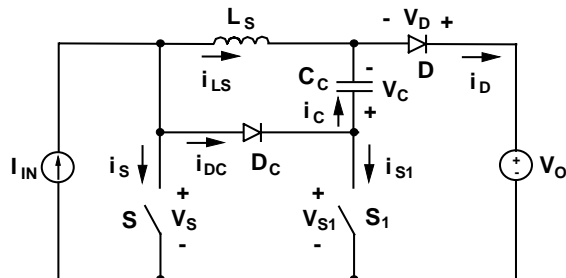 L_S
- V_D +
i_LS
C_C
-
D
V_C
i_D
i_C
+
i_S
i_DC
D_C
i_S1
I_IN
+
+
+
-
V_O
S
V_S
V_S1
S_1
-
-